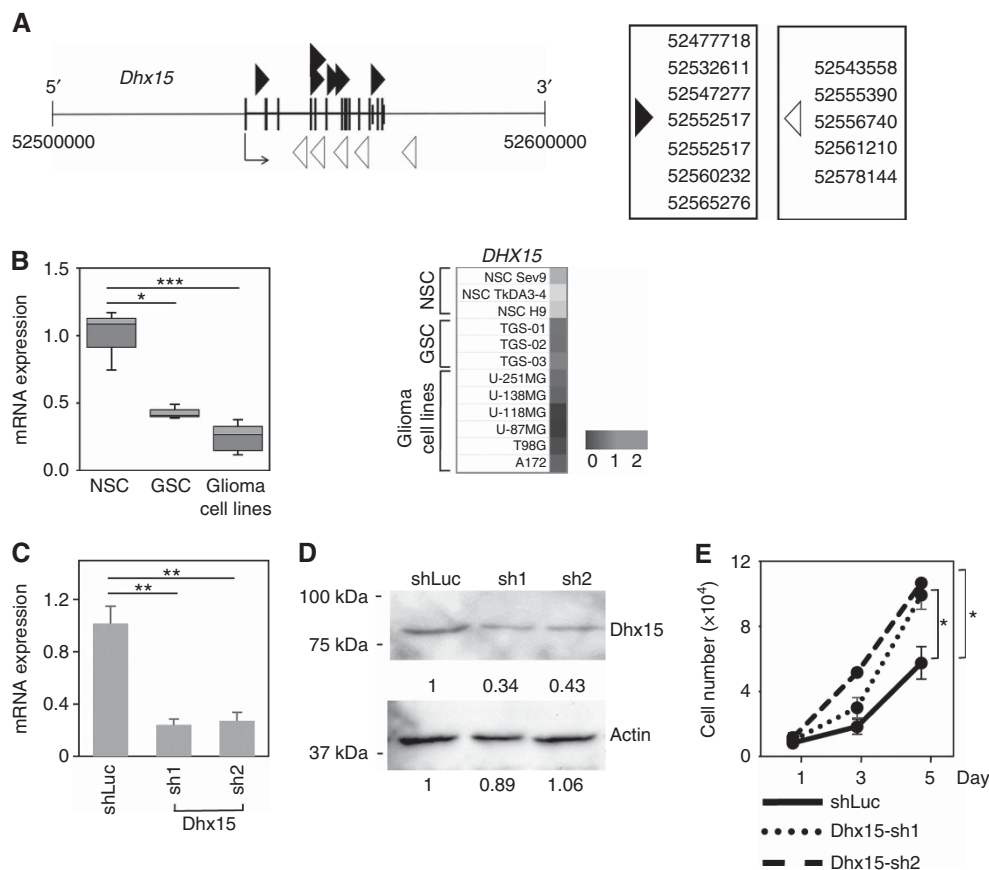 A
Dhx15
5′
3′
52500000
52600000
52477718
52532611
52547277
52552517
52552517
52560232
52565276
52543558
52555390
52556740
52561210
52578144
B
mRNA expression
1.5
1.0
0.5
0.0
***
*
NSC
GSC
Glioma
cell lines
DHX15
NSC
GSC
Glioma
cell lines
NSC Sev9
NSC TkDA3-4
NSC H9
TGS-01
TGS-02
TGS-03
U-251MG
U-138MG
U-118MG
U-87MG
T98G
A172
0 1 2
C
mRNA expression
1.2
0.8
0.4
0
**
**
shLuc
sh1
sh2
Dhx15
D
shLuc sh1 sh2
100 kDa -
75 kDa -
Dhx15
1 0.34 0.43
Actin
37 kDa -
1 0.89 1.06
E
Cell number (×10⁴)
12
8
4
0
*
*
1 3 5 Day
shLuc
Dhx15-sh1
Dhx15-sh2